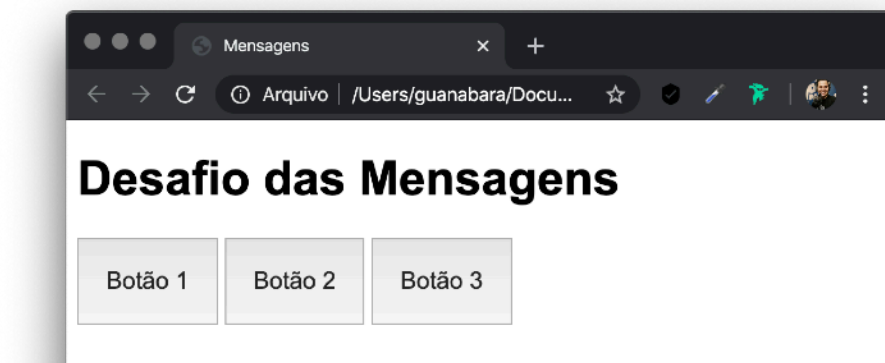 Mensagens
Arquivo /Users/guanabara/Docu...
Desafio das Mensagens
Botão 1 Botão 2 Botão 3